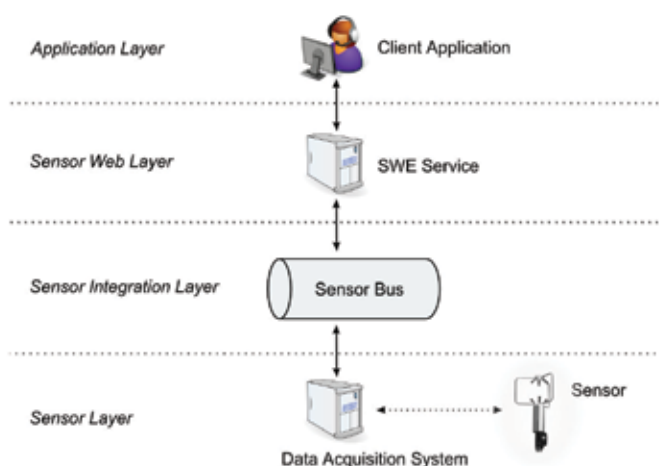 Application Layer
Client Application
Sensor Web Layer
SWE Service
Sensor Integration Layer
Sensor Bus
Sensor
Sensor Layer
Data Acquisition System